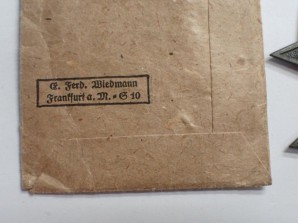 E. Ferd. Wiedmann
Frankfurt a. M. - S 10